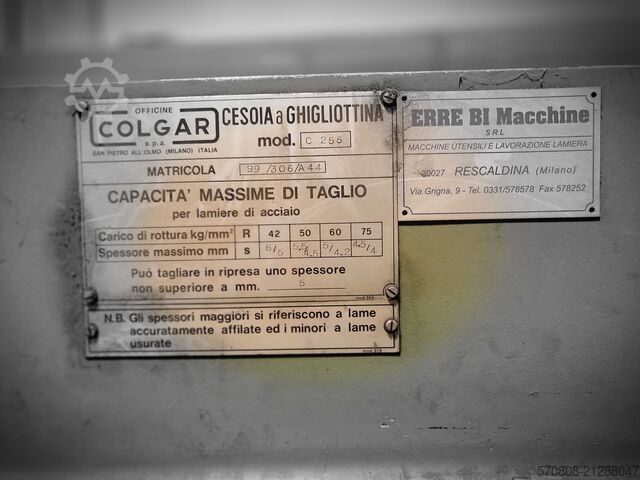 OFFICINE
COLGAR
s.p.a.
SAN PIETRO ALL'OLMO (MILANO) ITALIA
CESOIA a GHIGLIOTTINA
mod. C 255
MATRICOLA 99/306/A44
CAPACITA' MASSIME DI TAGLIO
per lamiere di acciaio
Carico di rottura kg/mm² R 42 50 60 75
Spessore massimo mm s 6/5 5.5/4.5 5/4.2 4.5/4
Può tagliare in ripresa uno spessore
non superiore a mm. 5
N.B. Gli spessori maggiori si riferiscono a lame
accuratamente affilate ed i minori a lame
usurate
ERRE BI Macchine
SRL
MACCHINE UTENSILI E LAVORAZIONE LAMIERA
20027 RESCALDINA (Milano)
Via Grigna, 9 - Tel. 0331/578578 Fax 578252
570808-21288047